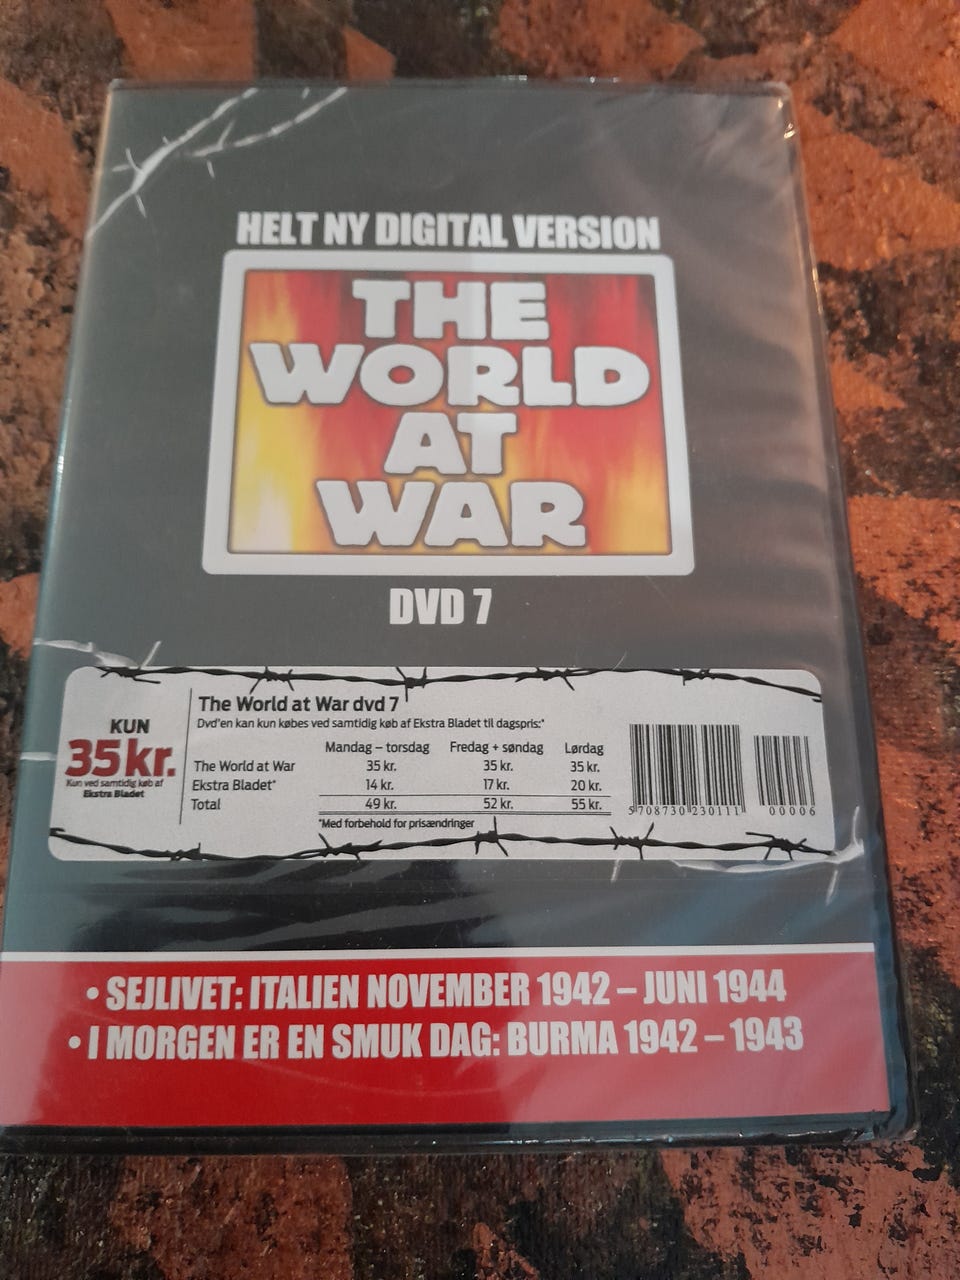 HELT NY DIGITAL VERSION
THE
WORLD
AT
WAR
DVD 7
KUN
35 kr.
Kun ved samtidig køb af
Ekstra Bladet
The World at War dvd 7
Dvd'en kan kun købes ved samtidig køb af Ekstra Bladet til dagspris:*
Mandag – torsdag Fredag + søndag Lørdag
The World at War 35 kr. 35 kr. 35 kr.
Ekstra Bladet* 14 kr. 17 kr. 20 kr.
Total 49 kr. 52 kr. 55 kr.
*Med forbehold for prisændringer
5 708730 230111 00006
• SEJLIVET: ITALIEN NOVEMBER 1942 – JUNI 1944
• I MORGEN ER EN SMUK DAG: BURMA 1942 – 1943